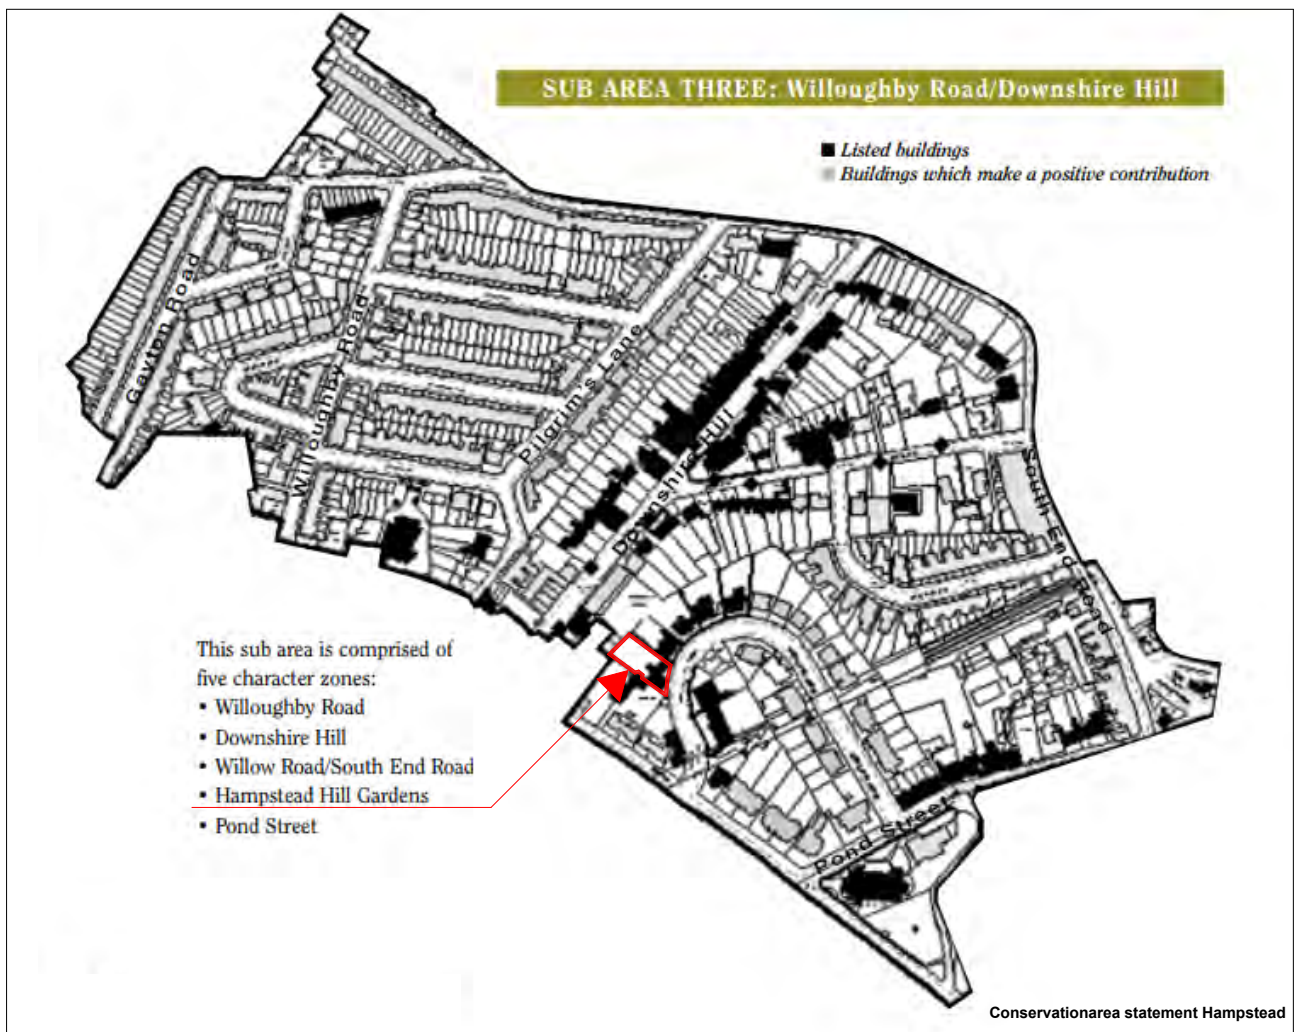 SUB AREA THREE: Willoughby Road/Downshire Hill
Listed buildings
Buildings which make a positive contribution
Gayton Road
Willoughby Road
Pilgrim's Lane
Downshire Hill
South End Road
Pond Street
This sub area is comprised of
five character zones:
• Willoughby Road
• Downshire Hill
• Willow Road/South End Road
• Hampstead Hill Gardens
• Pond Street
Conservationarea statement Hampstead